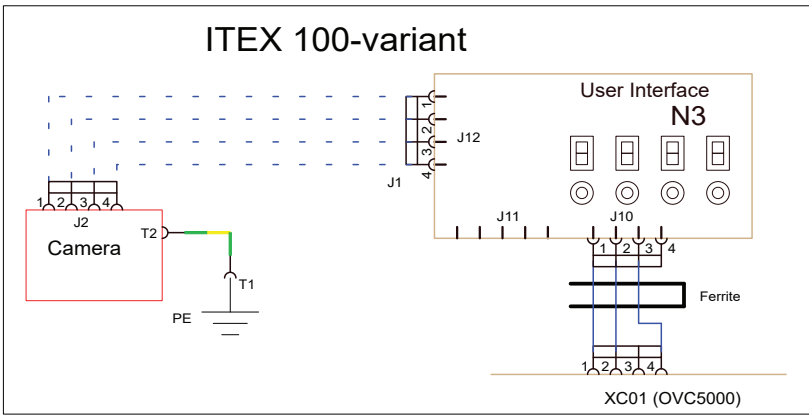 ITEX 100-variant
User Interface
N3
1
2
3
4
J12
J1
1 2 3 4
J2
Camera
T2
T1
PE
J11
J10
1 2 3 4
Ferrite
1 2 3 4
XC01 (OVC5000)